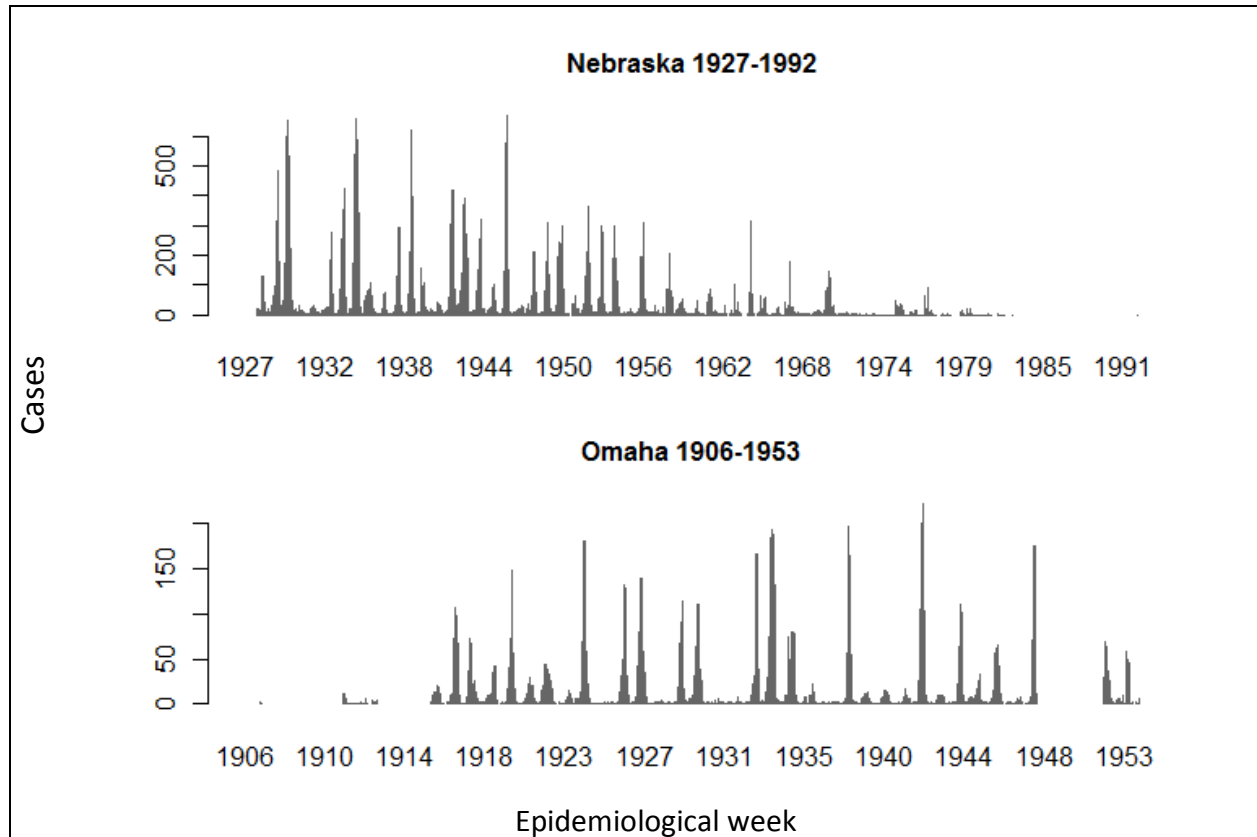 Nebraska 1927-1992
500
200
0
1927 1932 1938 1944 1950 1956 1962 1968 1974 1979 1985 1991
Cases
Omaha 1906-1953
150
50
0
1906 1910 1914 1918 1923 1927 1931 1935 1940 1944 1948 1953
Epidemiological week